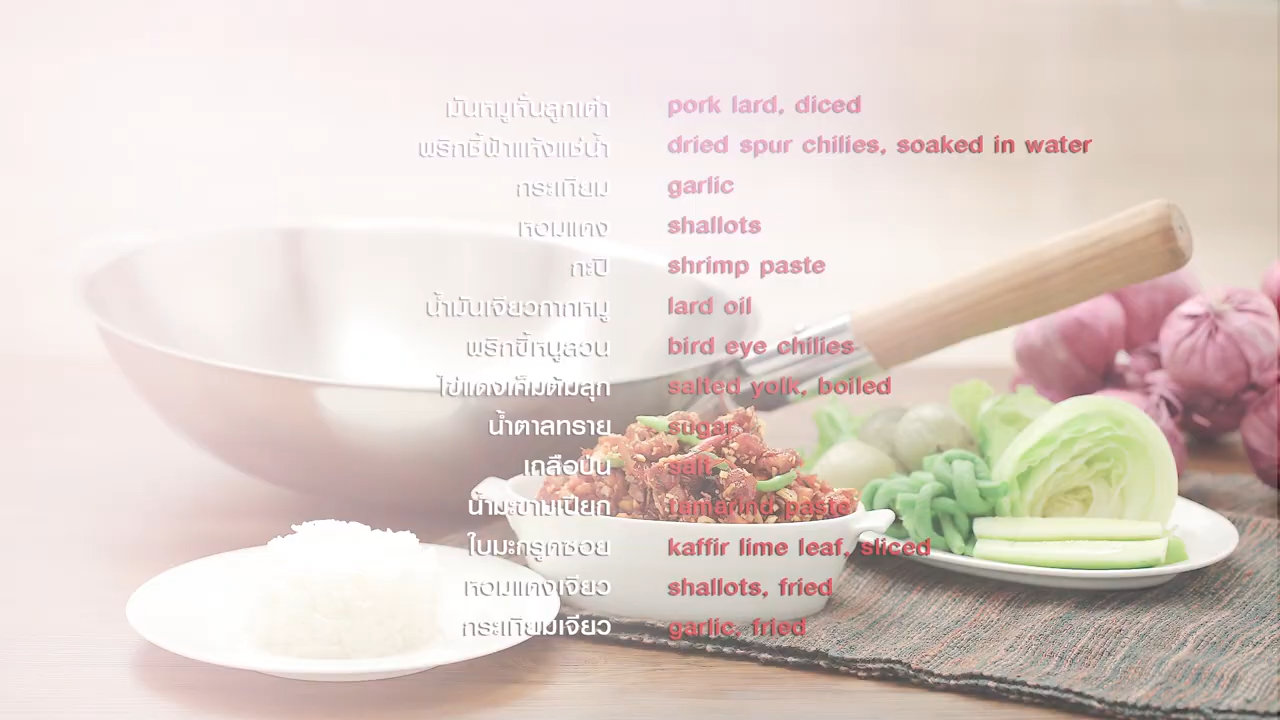 มันหมูหั่นลูกเต๋า pork lard, diced
พริกชี้ฟ้าแห้งแช่น้ำ dried spur chilies, soaked in water
กระเทียม garlic
หอมแดง shallots
กะปิ shrimp paste
น้ำมันเจียวกากหมู lard oil
พริกขี้หนูสวน bird eye chilies
ไข่แดงเค็มต้มสุก salted yolk, boiled
น้ำตาลทราย sugar
เกลือป่น salt
น้ำมะขามเปียก tamarind paste
ใบมะกรูดซอย kaffir lime leaf, sliced
หอมแดงเจียว shallots, fried
กระเทียมเจียว garlic, fried